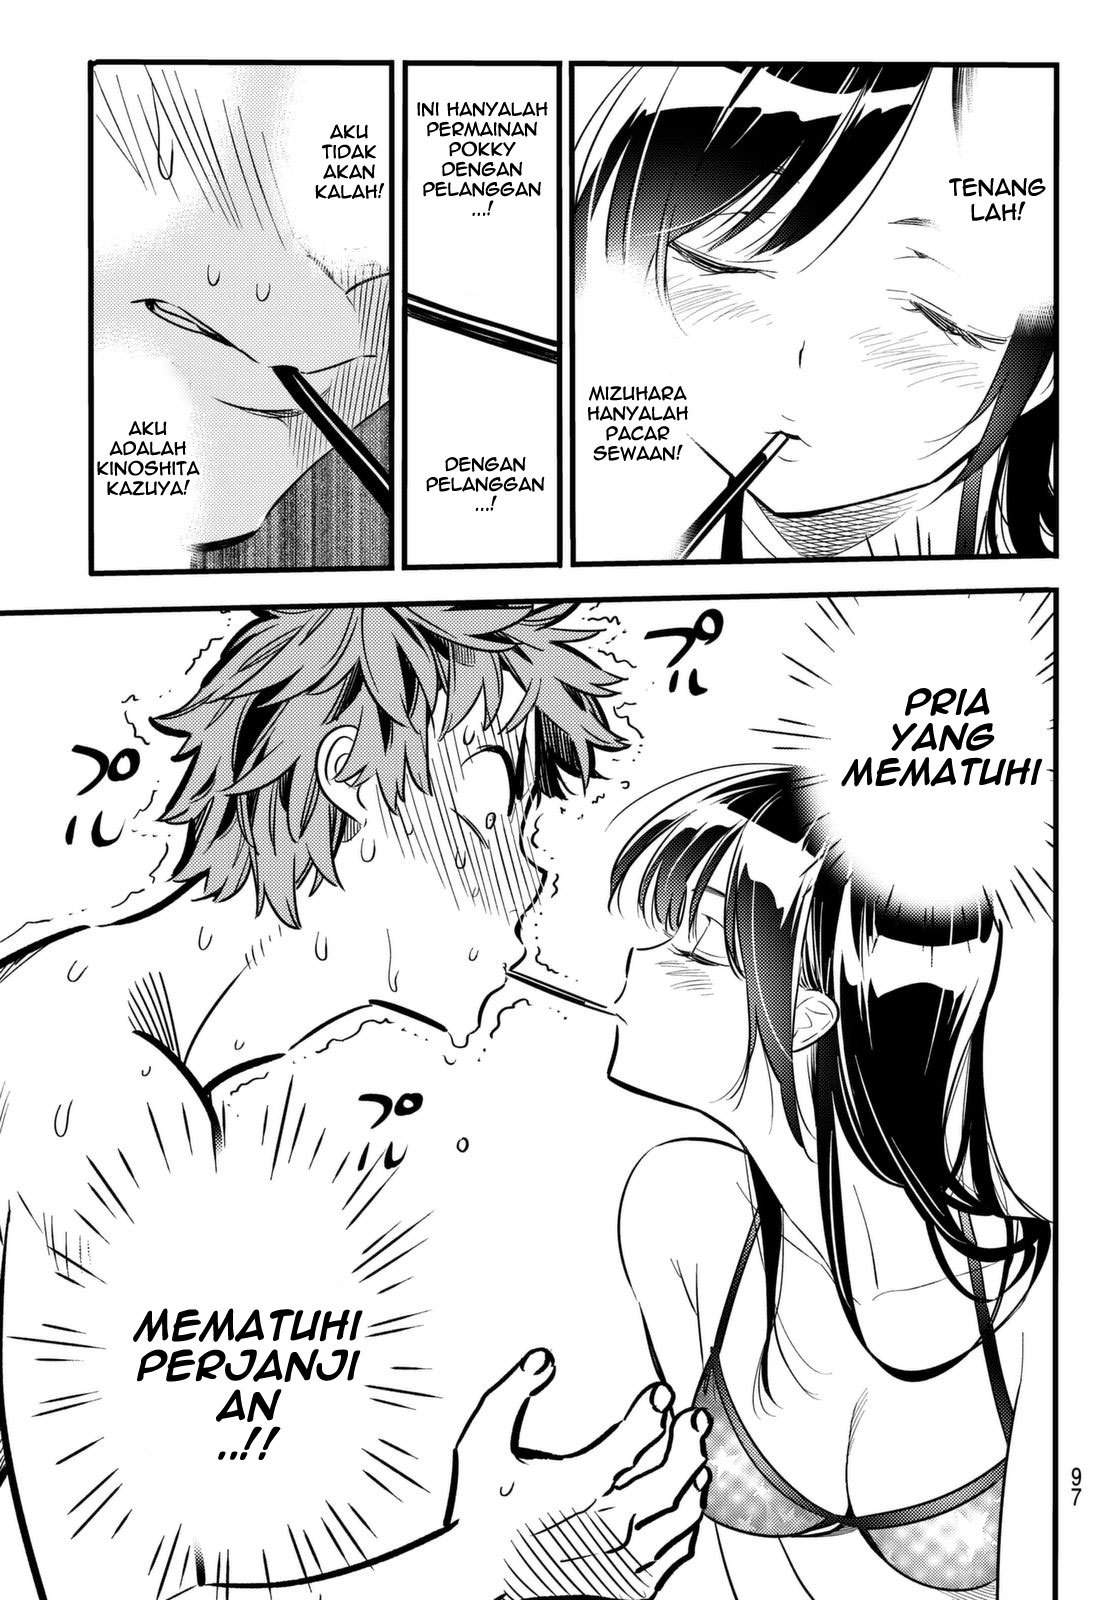 TENANG
LAH!
MIZUHARA
HANYALAH
PACAR
SEWAAN!
INI HANYALAH
PERMAINAN
POKKY
DENGAN
PELANGGAN
...!
DENGAN
PELANGGAN
...!
AKU
TIDAK
AKAN
KALAH!
AKU
ADALAH
KINOSHITA
KAZUYA!
PRIA
YANG
MEMATUHI
プル
プル
プル
MEMATUHI
PERJANJI
AN
..!!
97